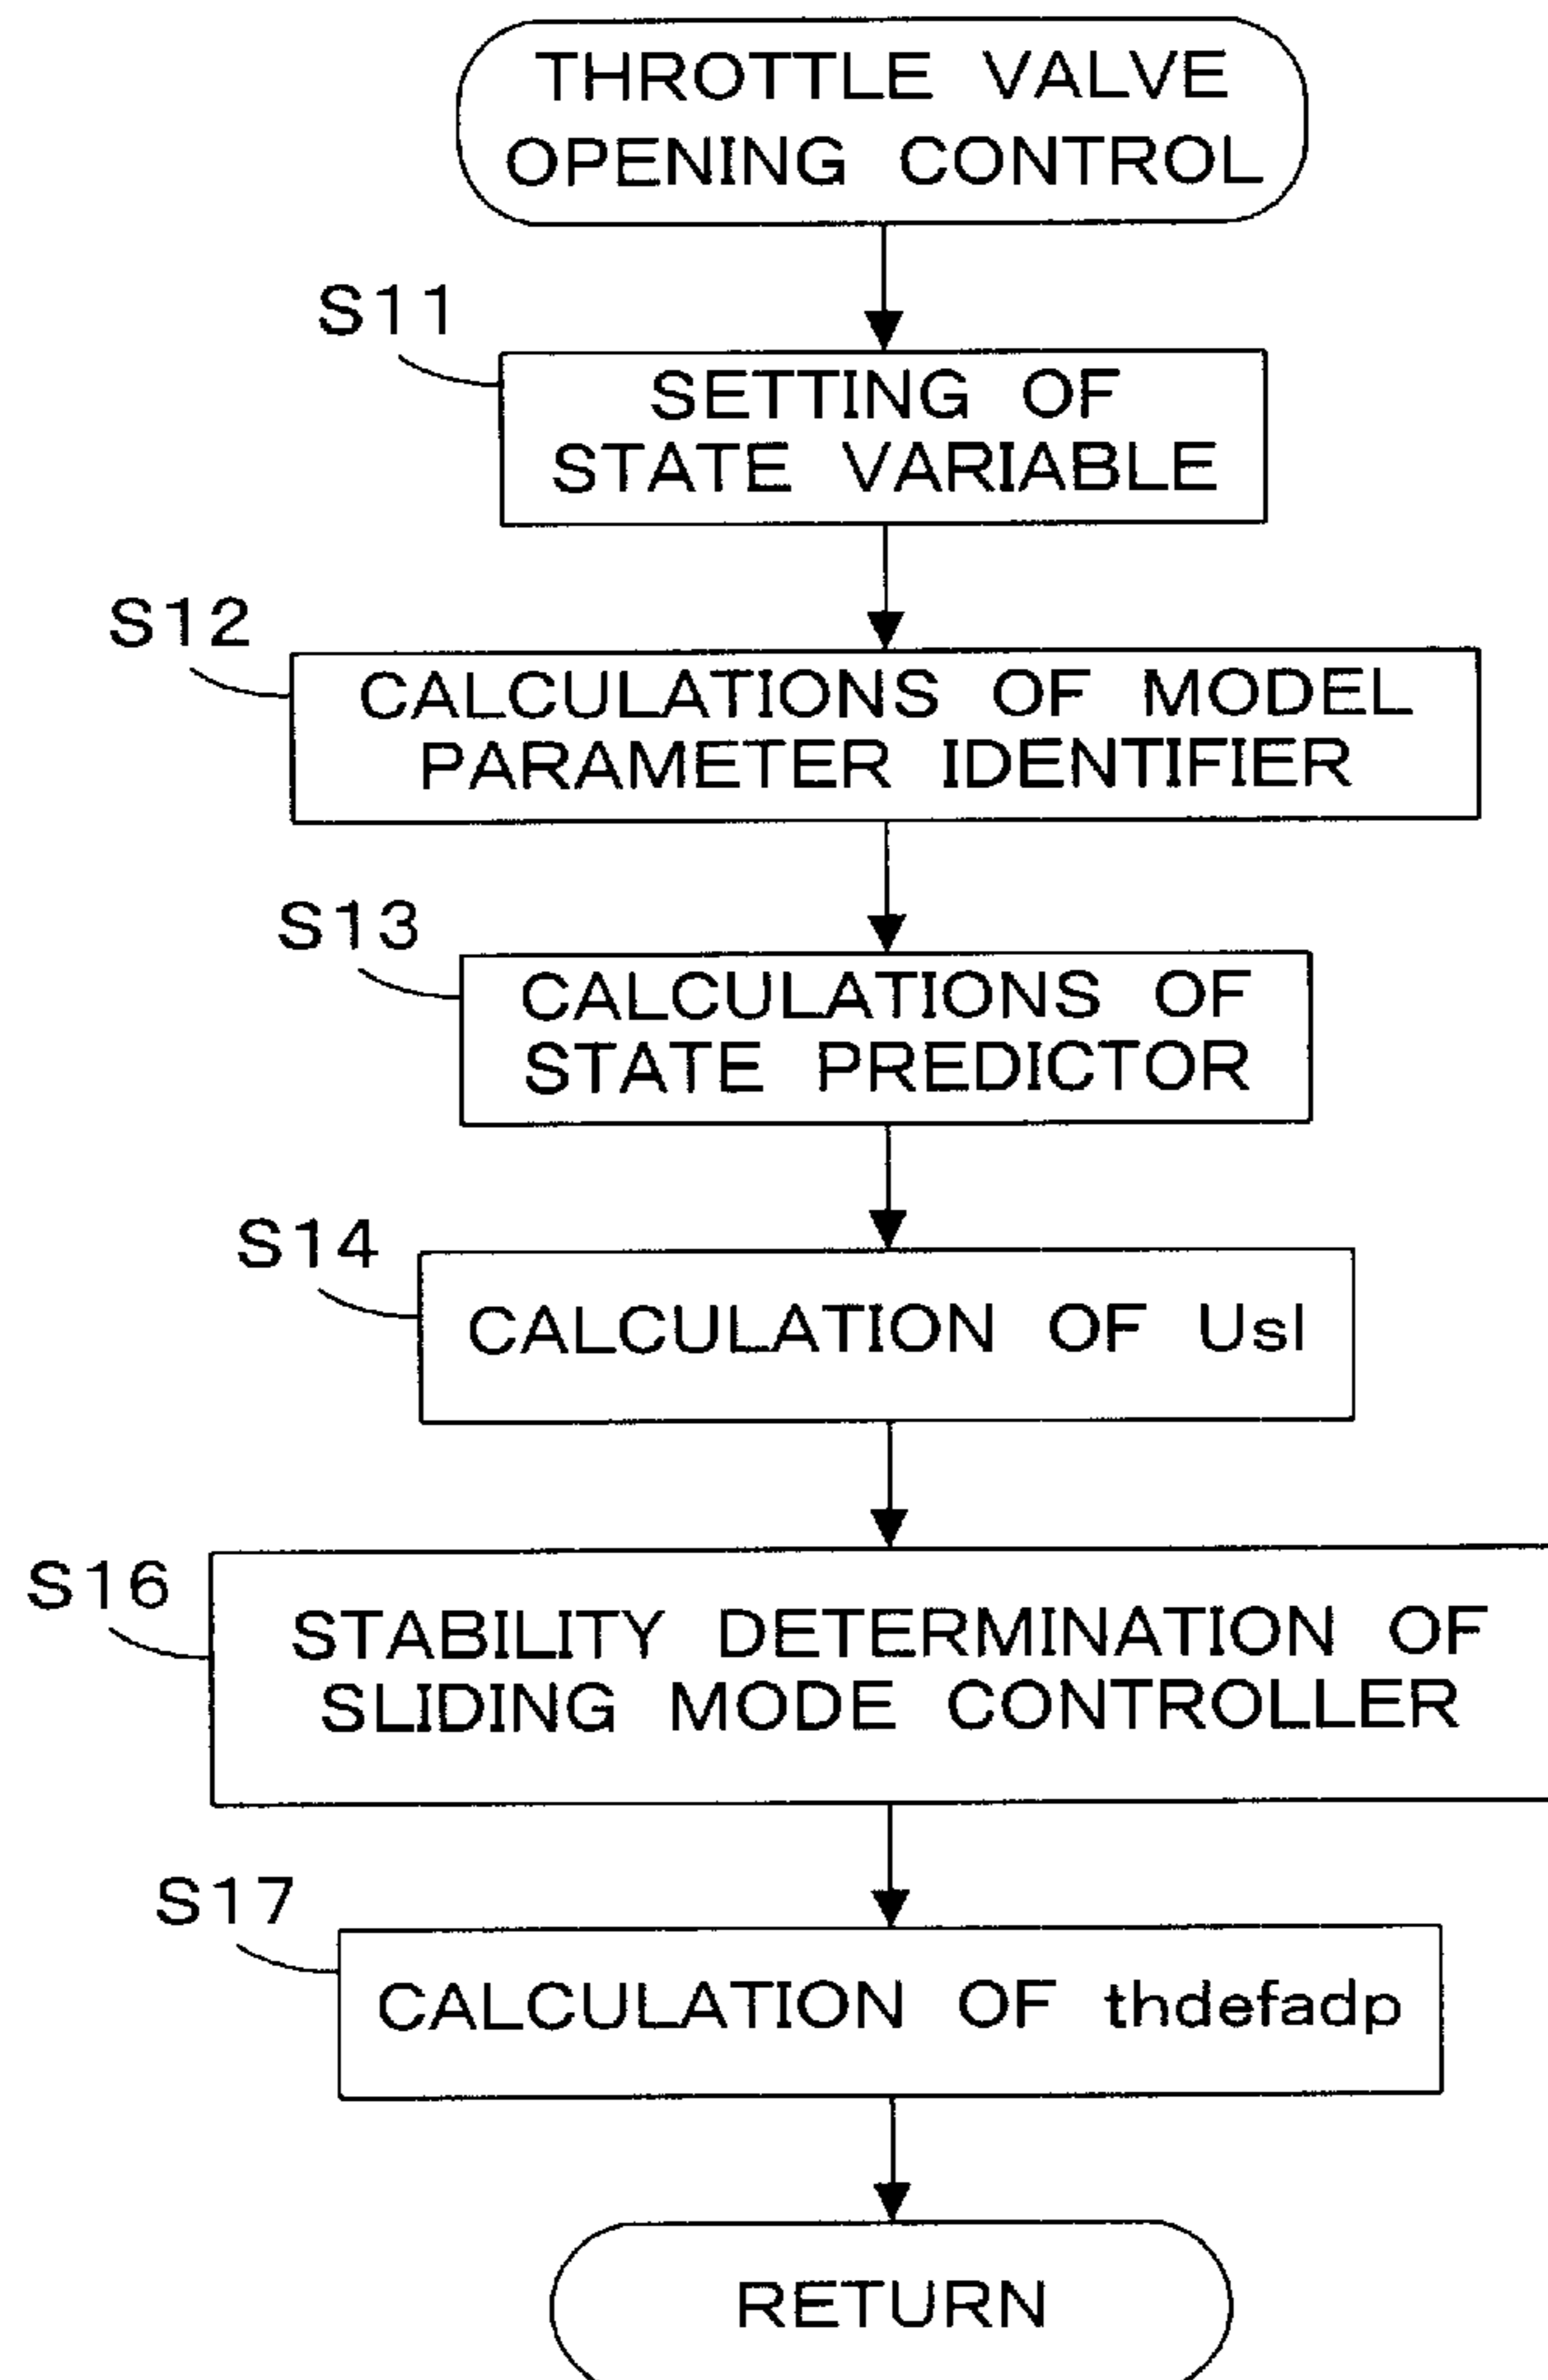 THROTTLE VALVE
OPENING CONTROL
S11
SETTING OF
STATE VARIABLE
S12
CALCULATIONS OF MODEL
PARAMETER IDENTIFIER
S13
CALCULATIONS OF
STATE PREDICTOR
S14
CALCULATION OF Usl
S16
STABILITY DETERMINATION OF
SLIDING MODE CONTROLLER
S17
CALCULATION OF thdefadp
RETURN